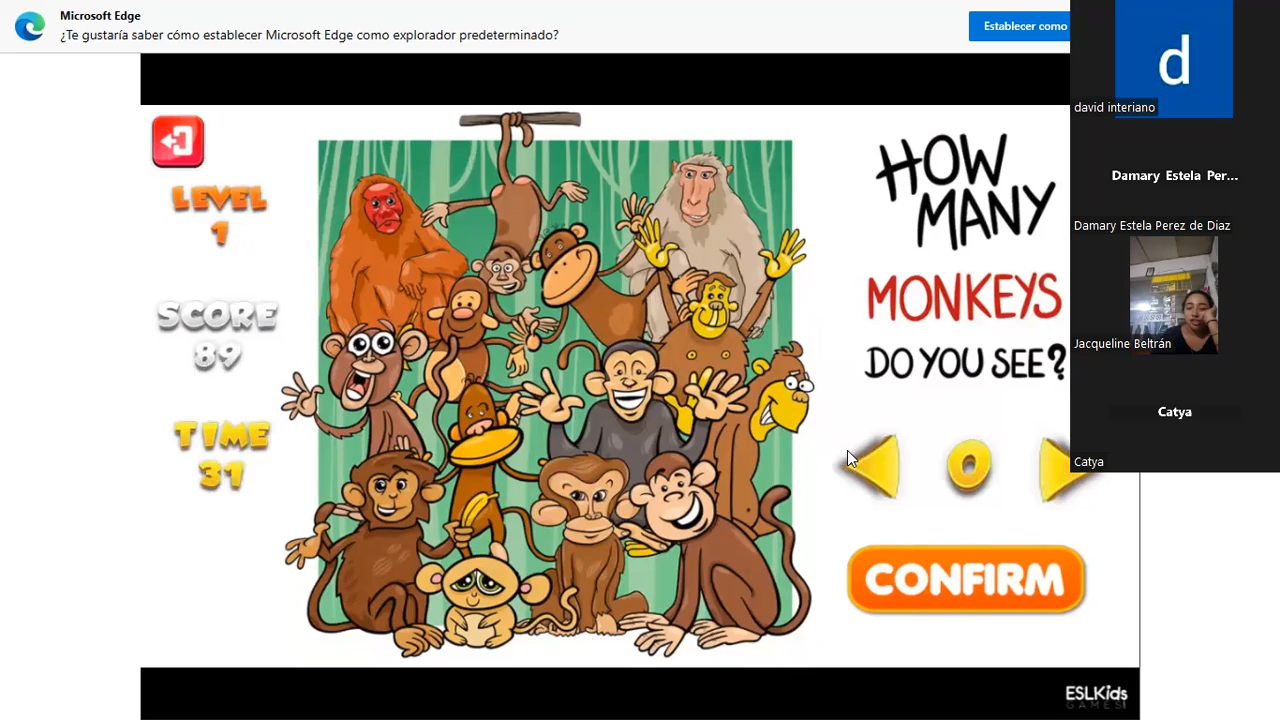 Microsoft Edge
¿Te gustaría saber cómo establecer Microsoft Edge como explorador predeterminado?
Establecer como
d
david interiano
Damary Estela Per...
Damary Estela Perez de Diaz
Jacqueline Beltrán
Catya
Catya
LEVEL
1
SCORE
89
TIME
31
HOW
MANY
MONKEYS
DO YOU SEE?
0
CONFIRM
ESLKids
GAMES!